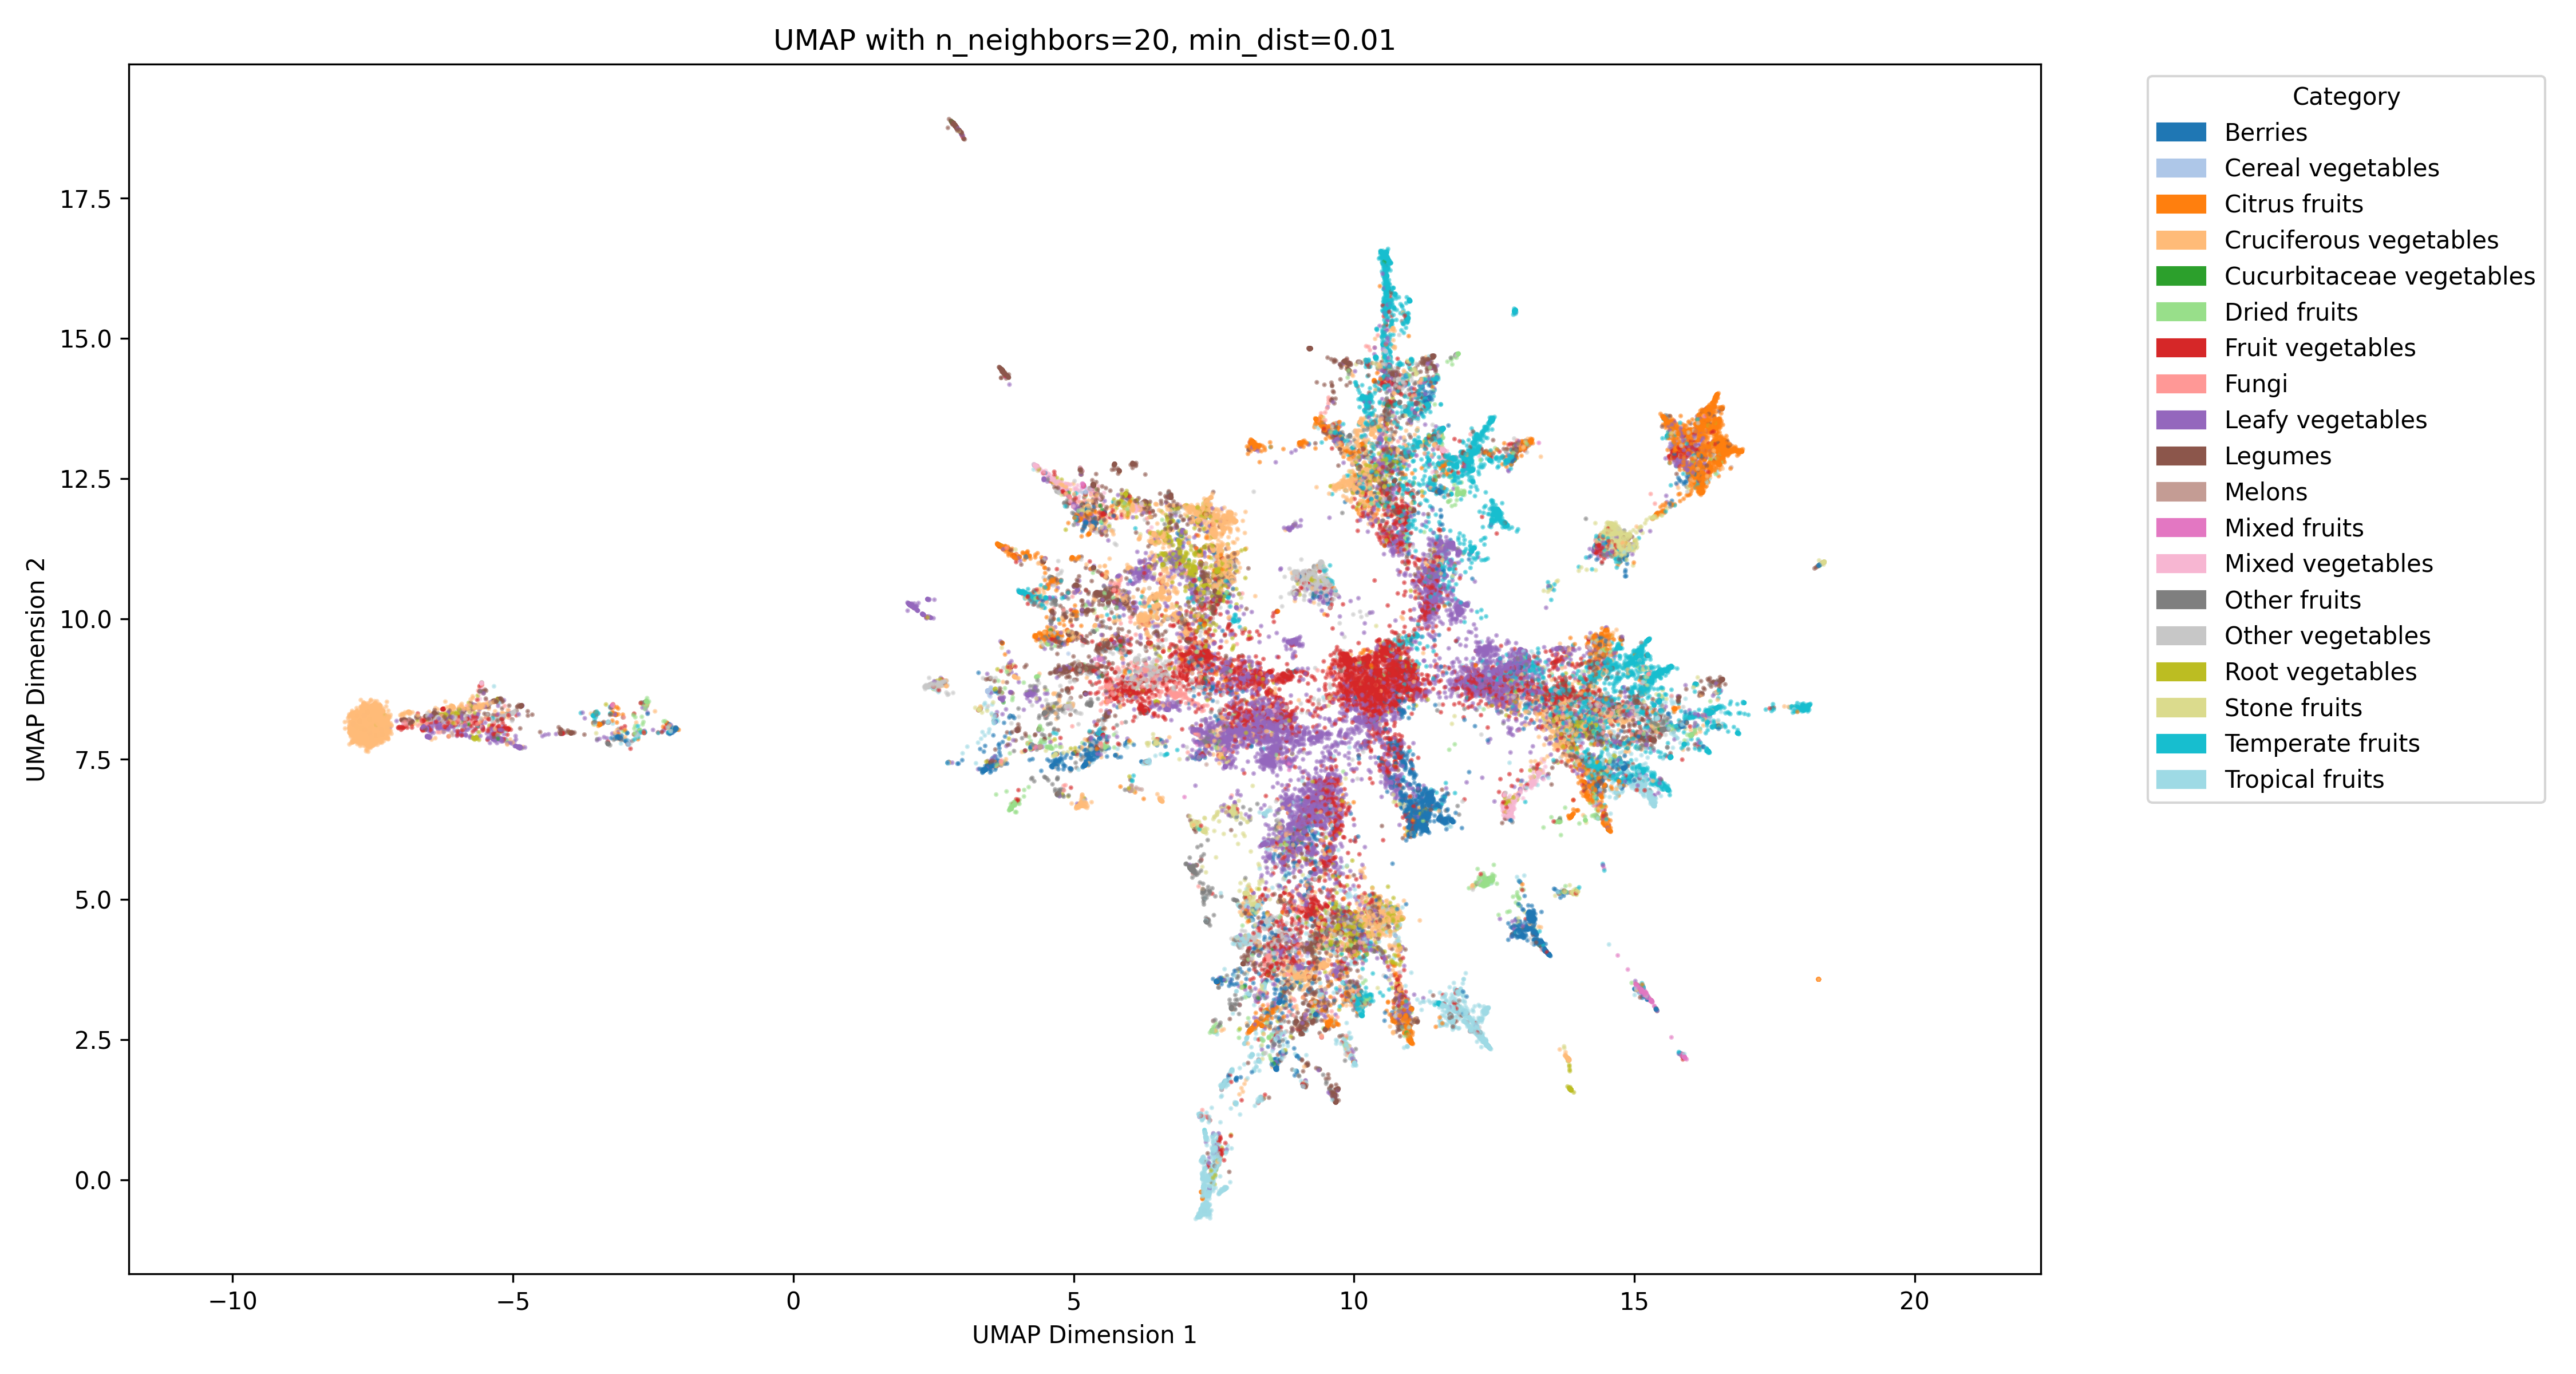 UMAP with n_neighbors=20, min_dist=0.01
17.5
15.0
12.5
10.0
7.5
5.0
2.5
0.0
UMAP Dimension 2
−10
−5
0
5
10
15
20
UMAP Dimension 1
Category
Berries
Cereal vegetables
Citrus fruits
Cruciferous vegetables
Cucurbitaceae vegetables
Dried fruits
Fruit vegetables
Fungi
Leafy vegetables
Legumes
Melons
Mixed fruits
Mixed vegetables
Other fruits
Other vegetables
Root vegetables
Stone fruits
Temperate fruits
Tropical fruits